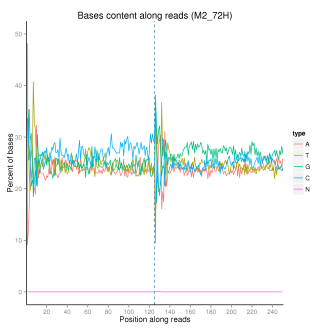 Bases content along reads (M2_72H)
Percent of bases
50
40
30
20
10
0
20 40 60 80 100 120 140 160 180 200 220 240
Position along reads
type
A
T
G
C
N